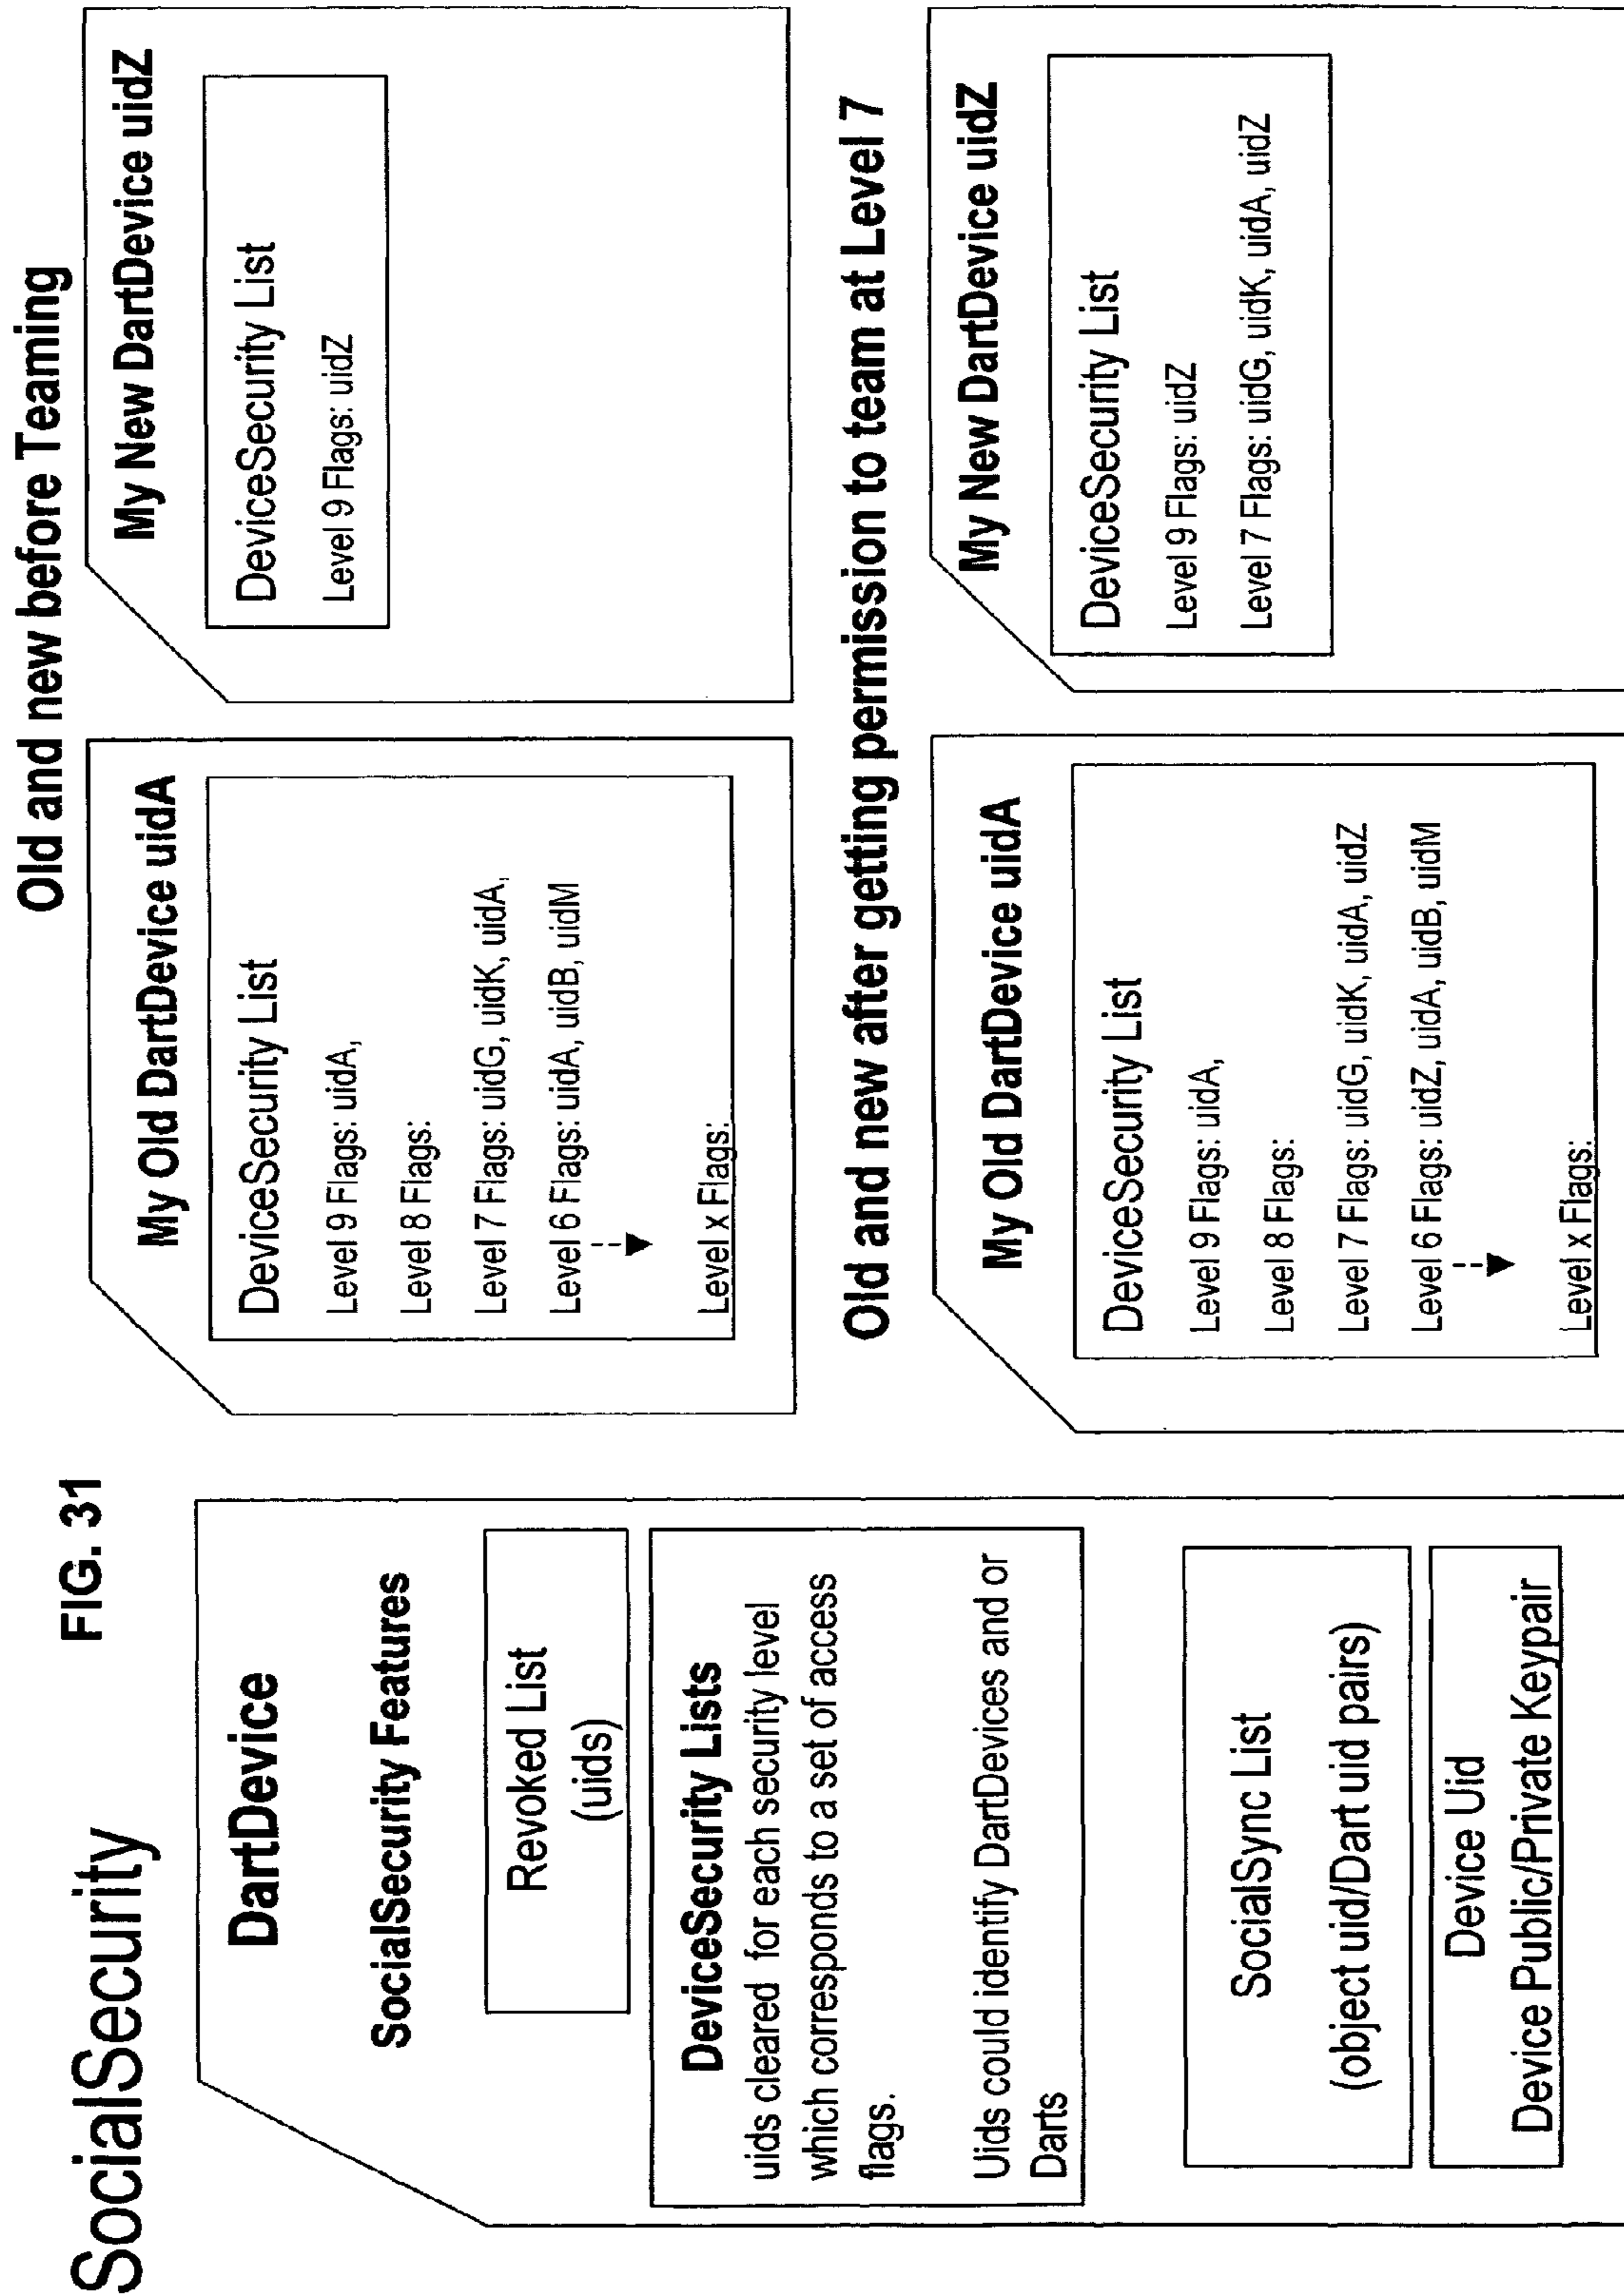 SocialSecurity
FIG. 31
DartDevice
SocialSecurity Features
Revoked List
(uids)
DeviceSecurity Lists
uids cleared for each security level
which corresponds to a set of access
flags.
Uids could identify DartDevices and or
Darts
SocialSync List
(object uid/Dart uid pairs)
Device Uid
Device Public/Private Keypair
Old and new before Teaming
My Old DartDevice uidA
DeviceSecurity List
Level 9 Flags: uidA,
Level 8 Flags:
Level 7 Flags: uidG, uidK, uidA,
Level 6 Flags: uidA, uidB, uidM
Level x Flags:
My New DartDevice uidZ
DeviceSecurity List
Level 9 Flags: uidZ
Old and new after getting permission to team at Level 7
My Old DartDevice uidA
DeviceSecurity List
Level 9 Flags: uidA,
Level 8 Flags:
Level 7 Flags: uidG, uidK, uidA, uidZ
Level 6 Flags: uidZ, uidA, uidB, uidM
Level x Flags:
My New DartDevice uidZ
DeviceSecurity List
Level 9 Flags: uidZ
Level 7 Flags: uidG, uidK, uidA, uidZ